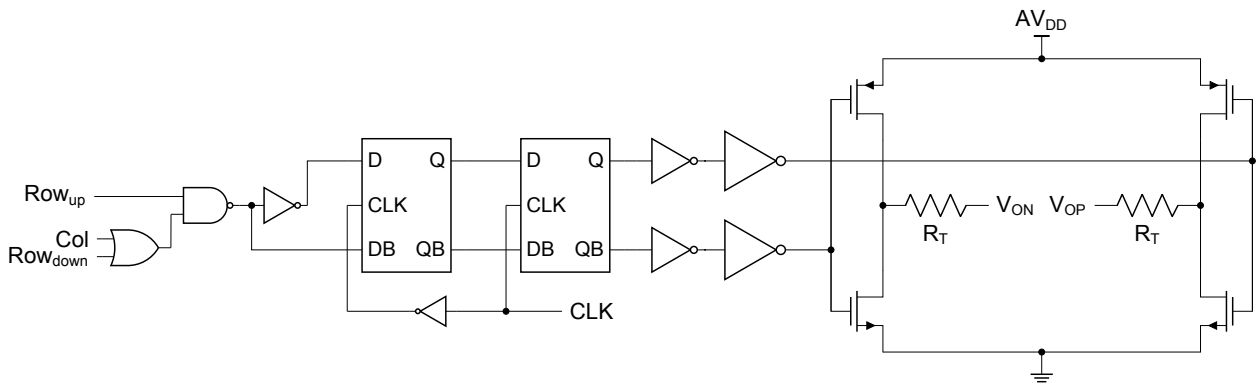 AVDD
D Q D Q
Rowup
CLK CLK
VON VOP
Col
RT RT
Rowdown
DB QB DB QB
CLK